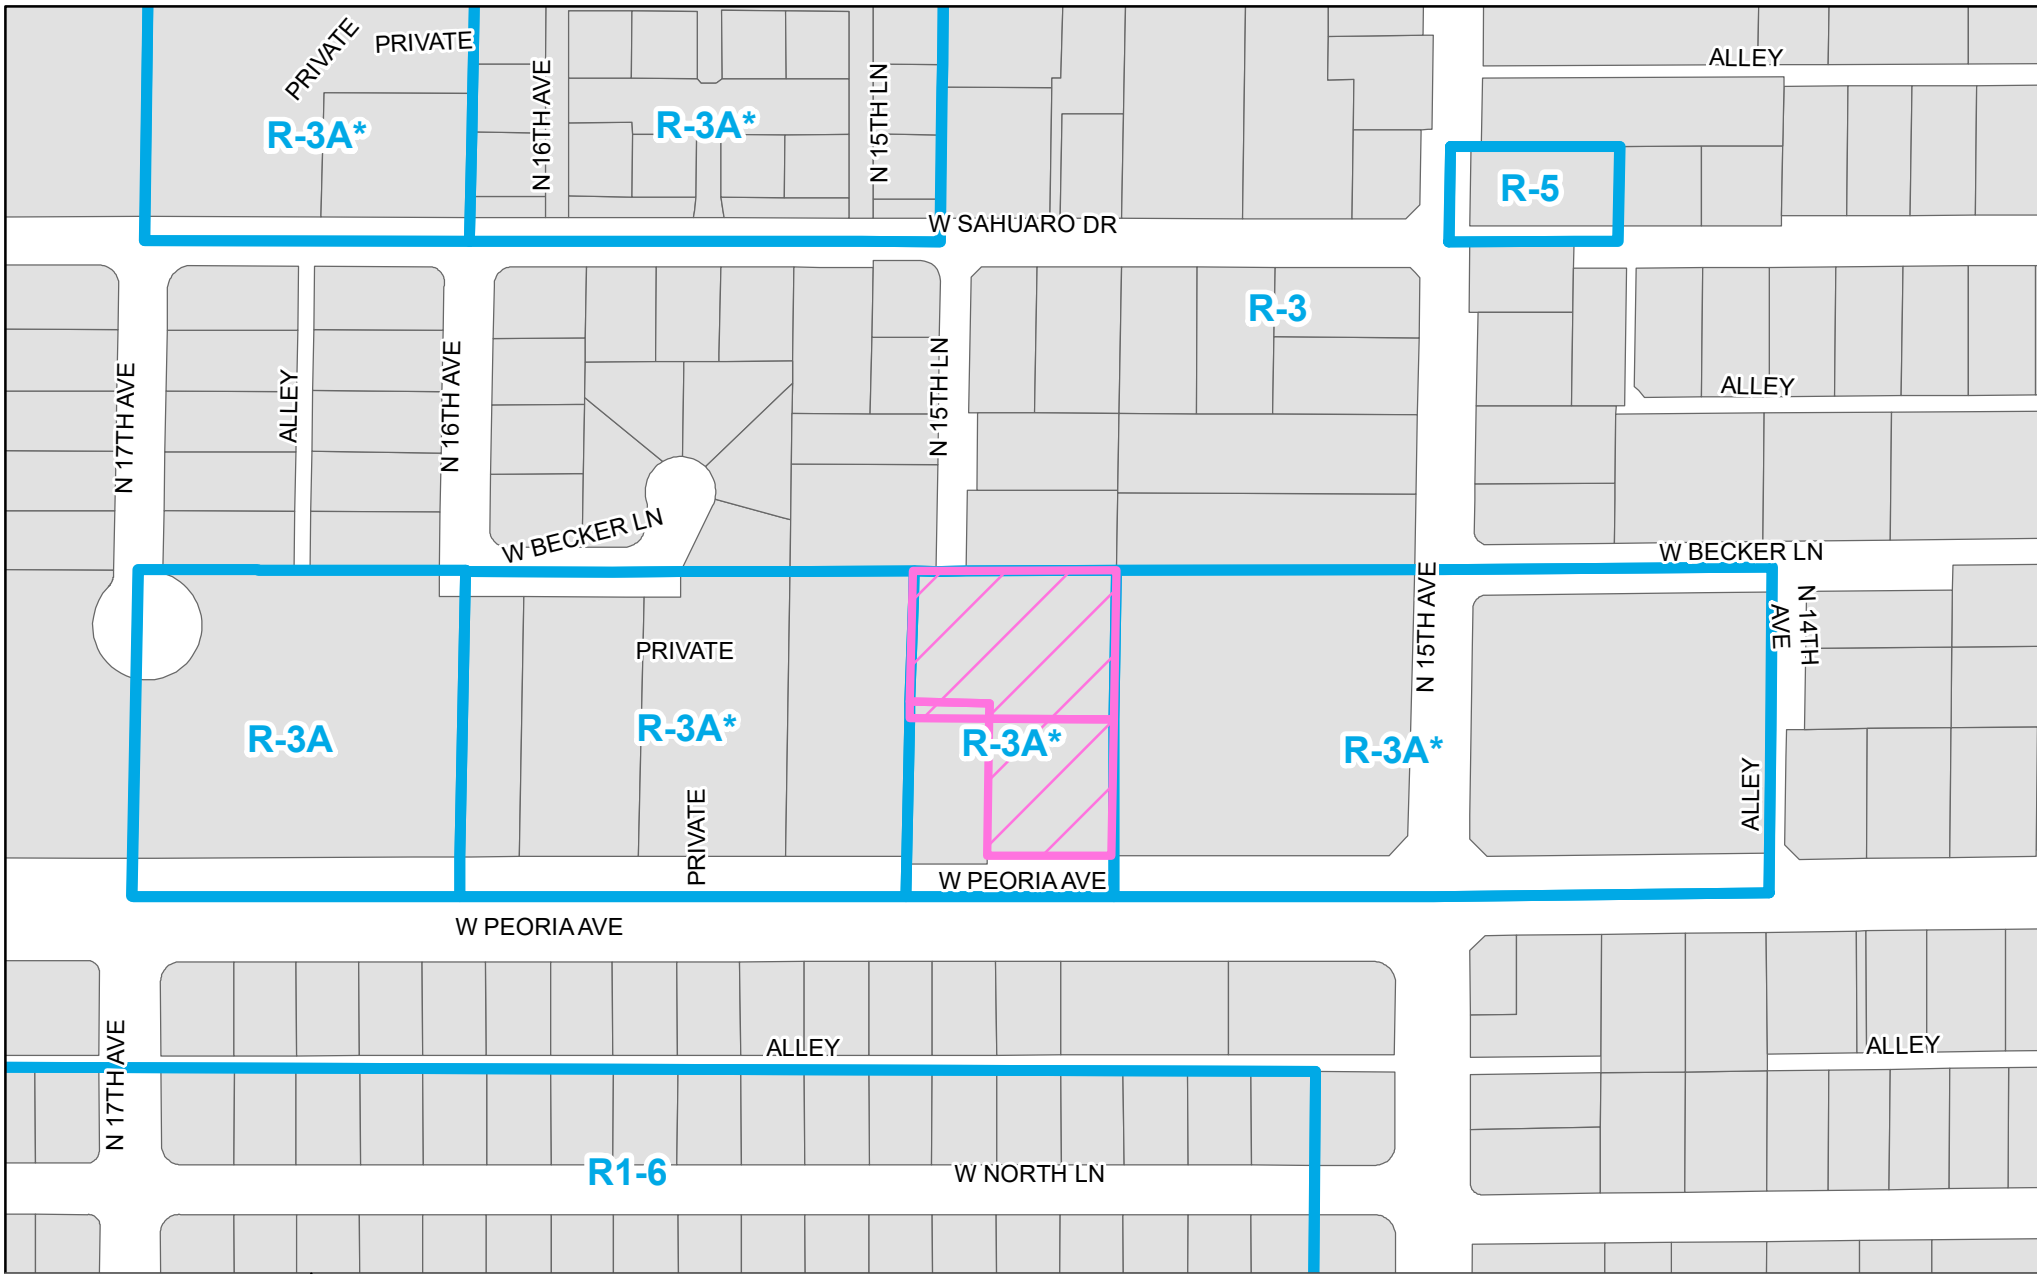 PRIVATE
PRIVATE
ALLEY
R-3A*
N 16TH AVE
R-3A*
N 15TH LN
R-5
W SAHUARO DR
R-3
N 17TH AVE
ALLEY
N 16TH AVE
N 15TH LN
ALLEY
W BECKER LN
W BECKER LN
N 15TH AVE
N 14TH
AVE
PRIVATE
R-3A
R-3A*
R-3A*
R-3A*
ALLEY
PRIVATE
W PEORIA AVE
W PEORIA AVE
N 17TH AVE
ALLEY
ALLEY
R1-6
W NORTH LN